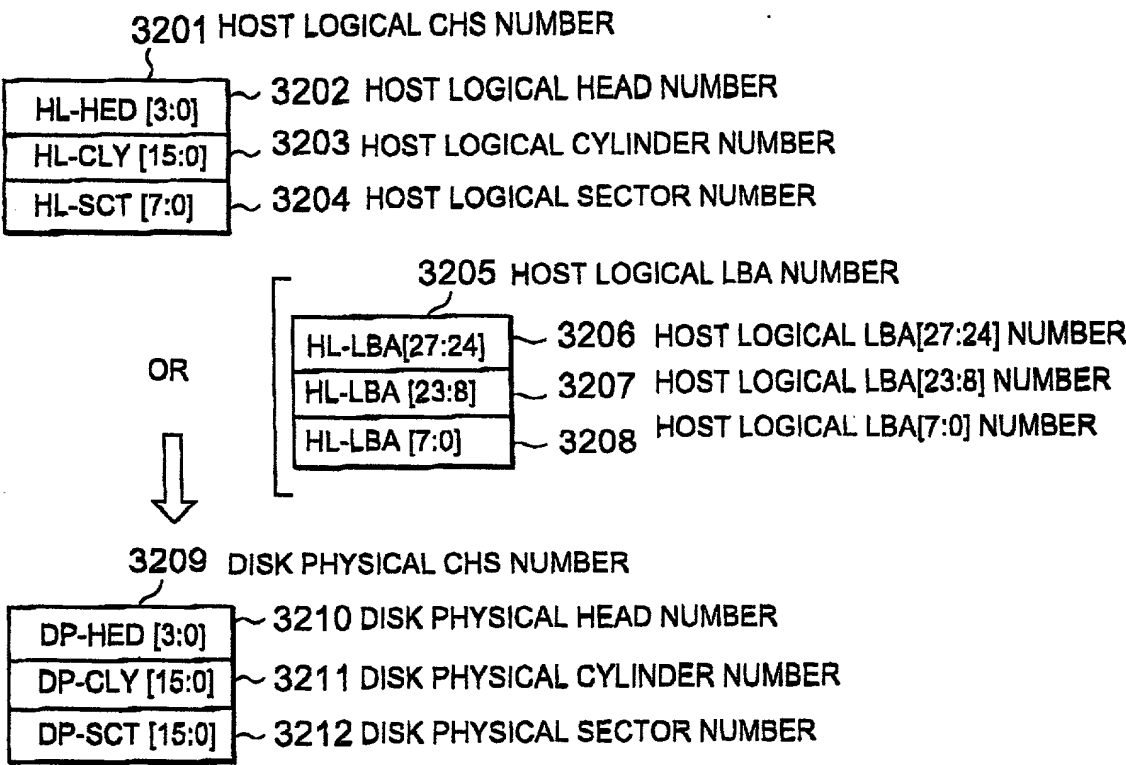 3201 HOST LOGICAL CHS NUMBER
HL-HED [3:0] 3202 HOST LOGICAL HEAD NUMBER
HL-CLY [15:0] 3203 HOST LOGICAL CYLINDER NUMBER
HL-SCT [7:0] 3204 HOST LOGICAL SECTOR NUMBER
3205 HOST LOGICAL LBA NUMBER
HL-LBA[27:24] 3206 HOST LOGICAL LBA[27:24] NUMBER
OR
HL-LBA [23:8] 3207 HOST LOGICAL LBA[23:8] NUMBER
HL-LBA [7:0] 3208 HOST LOGICAL LBA[7:0] NUMBER
3209 DISK PHYSICAL CHS NUMBER
DP-HED [3:0] 3210 DISK PHYSICAL HEAD NUMBER
DP-CLY [15:0] 3211 DISK PHYSICAL CYLINDER NUMBER
DP-SCT [15:0] 3212 DISK PHYSICAL SECTOR NUMBER